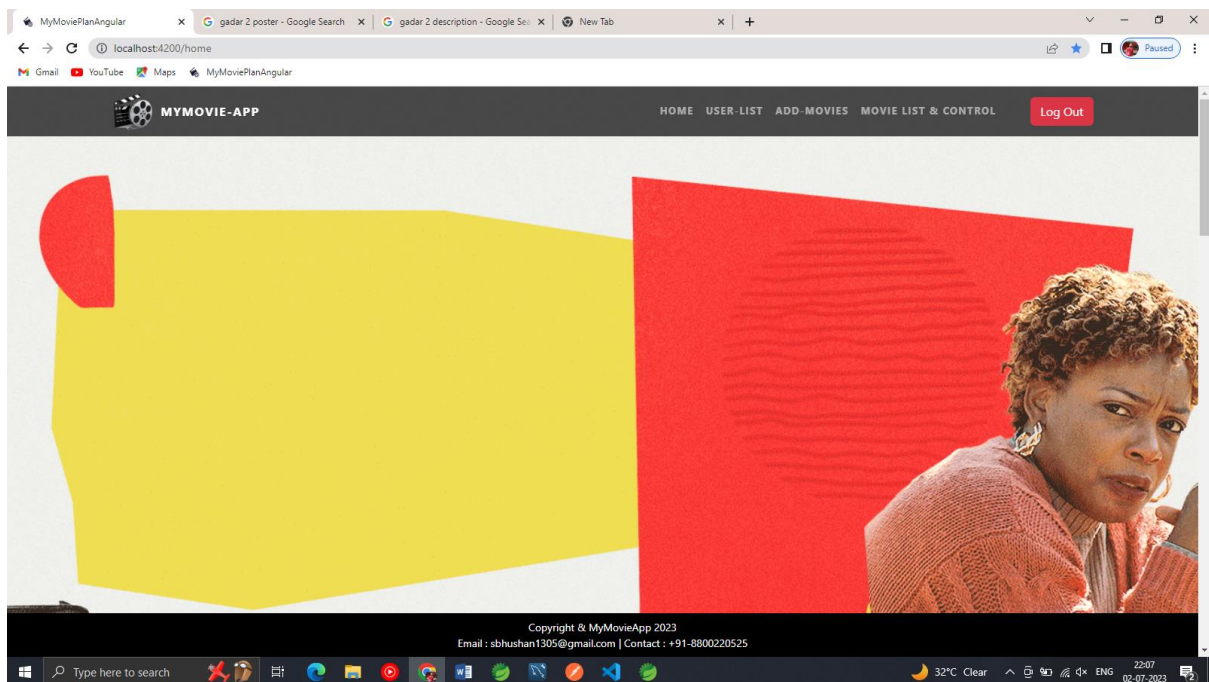 MyMoviePlanAngular
gadar 2 poster - Google Search
gadar 2 description - Google Sea
New Tab
localhost:4200/home
Paused
Gmail
YouTube
Maps
MyMoviePlanAngular
MYMOVIE-APP
HOME USER-LIST ADD-MOVIES MOVIE LIST & CONTROL
Log Out
Copyright & MyMovieApp 2023
Email : sbhushan1305@gmail.com | Contact : +91-8800220525
Type here to search
32°C Clear
ENG
22:07
02-07-2023
2